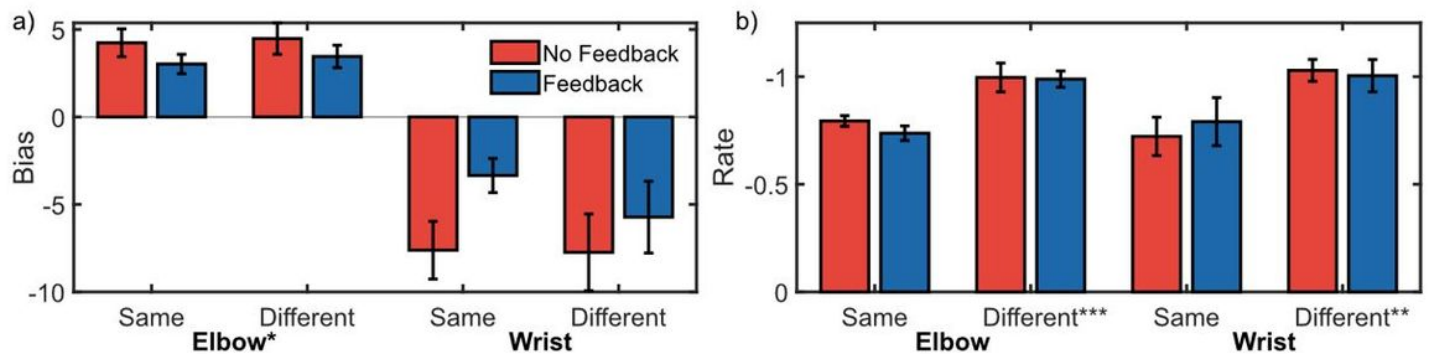 a)
5
0
-5
-10
Bias
No Feedback
Feedback
Same Different Same Different
Elbow* Wrist
b)
-1
-0.5
0
Rate
Same Different*** Same Different**
Elbow Wrist